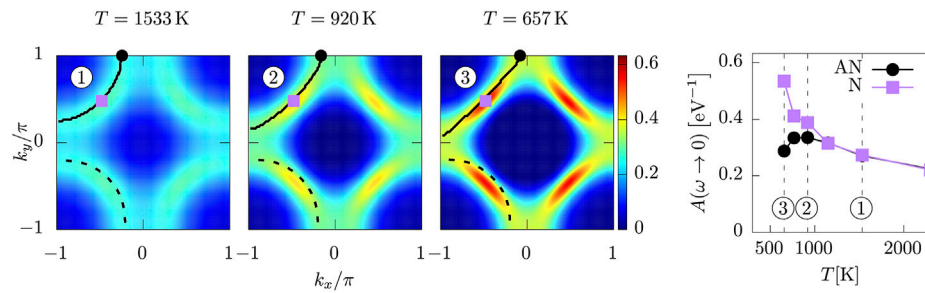 T = 1533 K
T = 920 K
T = 657 K
1
0
−1
k_y/π
1
2
3
−1 0 1
−1 0 1
−1 0 1
k_x/π
0.6
0.4
0.2
0
A(ω → 0) [eV⁻¹]
0.6
0.4
0.2
0
AN
N
3 2 1
500 1000 2000
T[K]